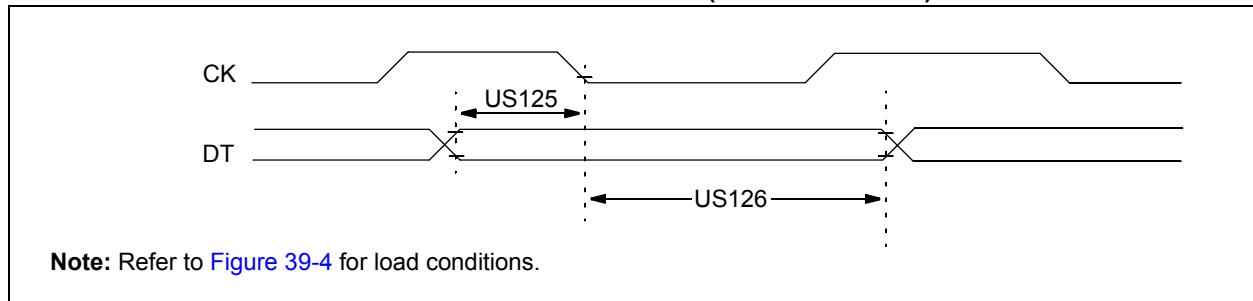 CK
US125
DT
US126
Note: Refer to Figure 39-4 for load conditions.